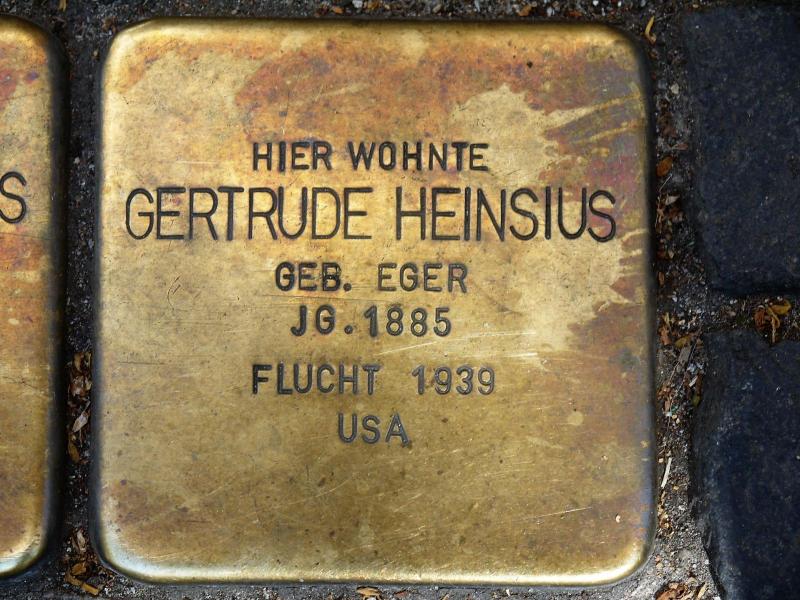 HIER WOHNTE
GERTRUDE HEINSIUS
GEB. EGER
JG. 1885
FLUCHT 1939
USA
S